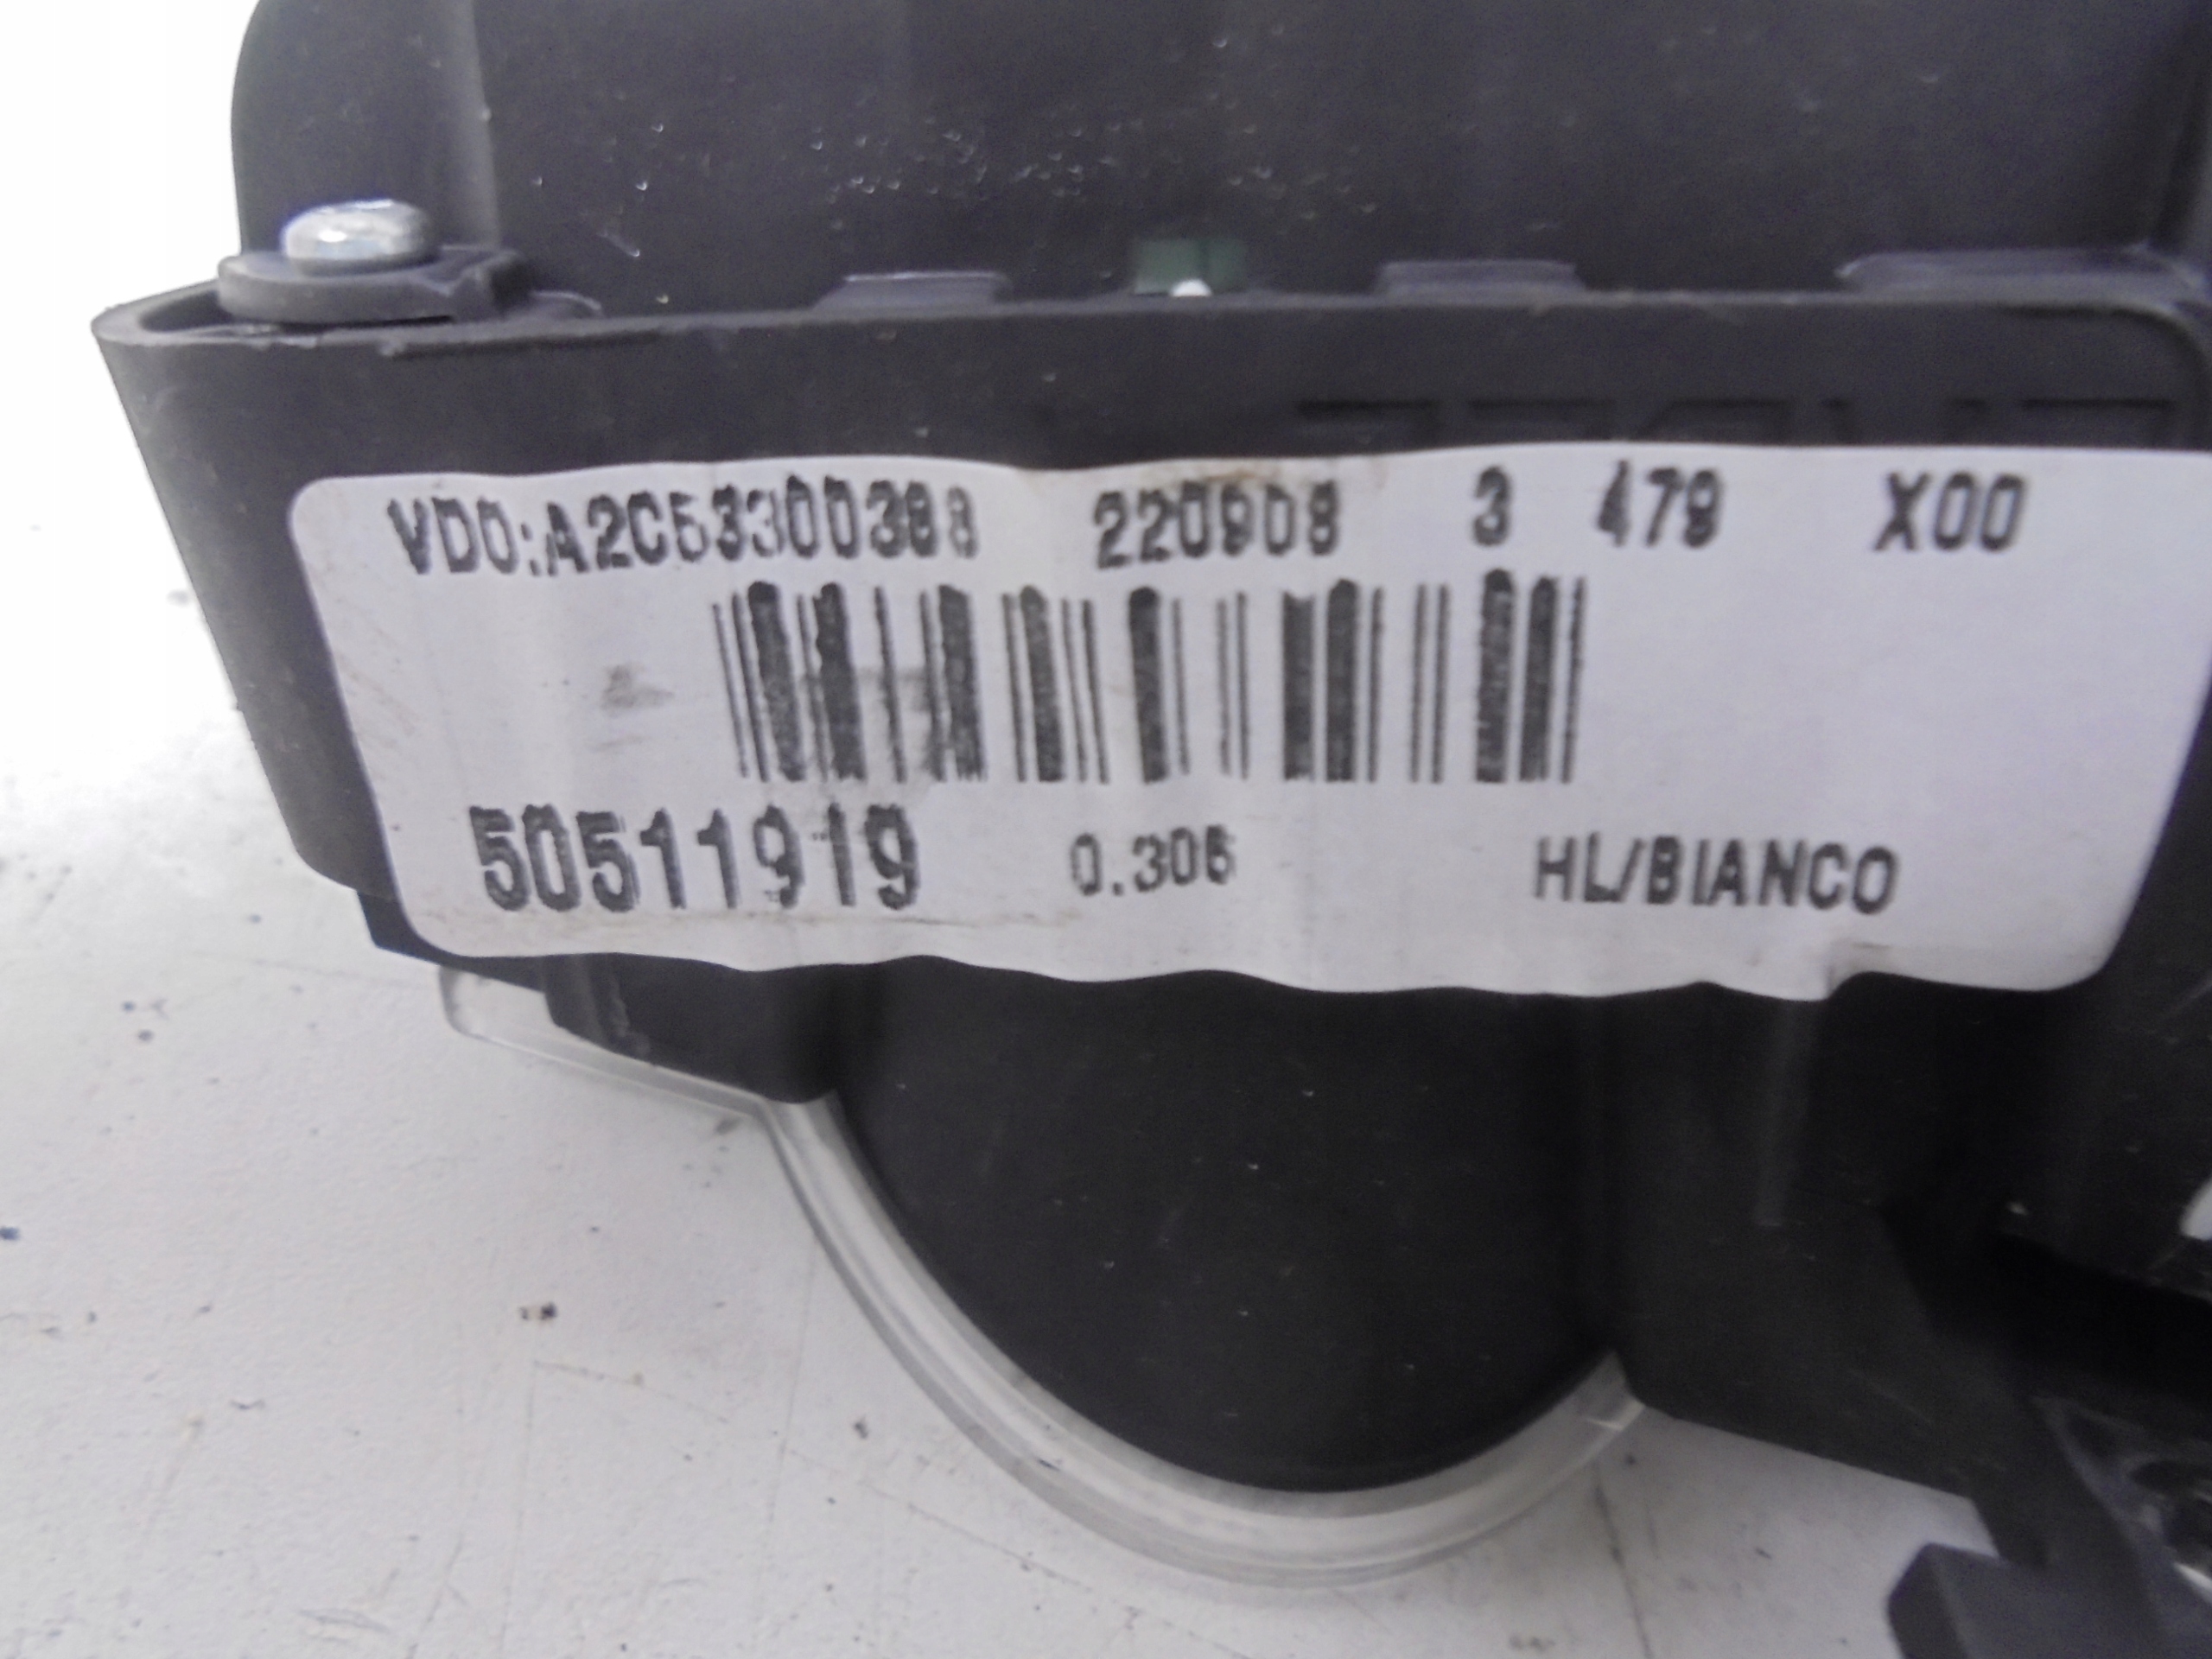 VDO:A2C53300388 220908 3 479 X00
50511919 0.306 HL/BIANCO